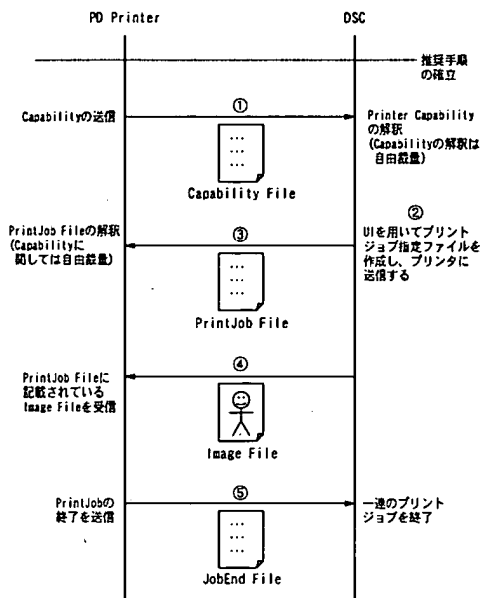 PD Printer
DSC
推奨手順
の確立
Capabilityの送信
①
Printer Capability
の解釈
(Capabilityの解釈は
自由裁量)
Capability File
②
PrintJob Fileの解釈
(Capabilityに
関しては自由裁量)
③
UIを用いてプリント
ジョブ指定ファイルを
作成し、プリンタに
送信する
PrintJob File
④
PrintJob Fileに
記載されている
Image Fileを受信
Image File
⑤
PrintJobの
終了を送信
一連のプリント
ジョブを終了
JobEnd File